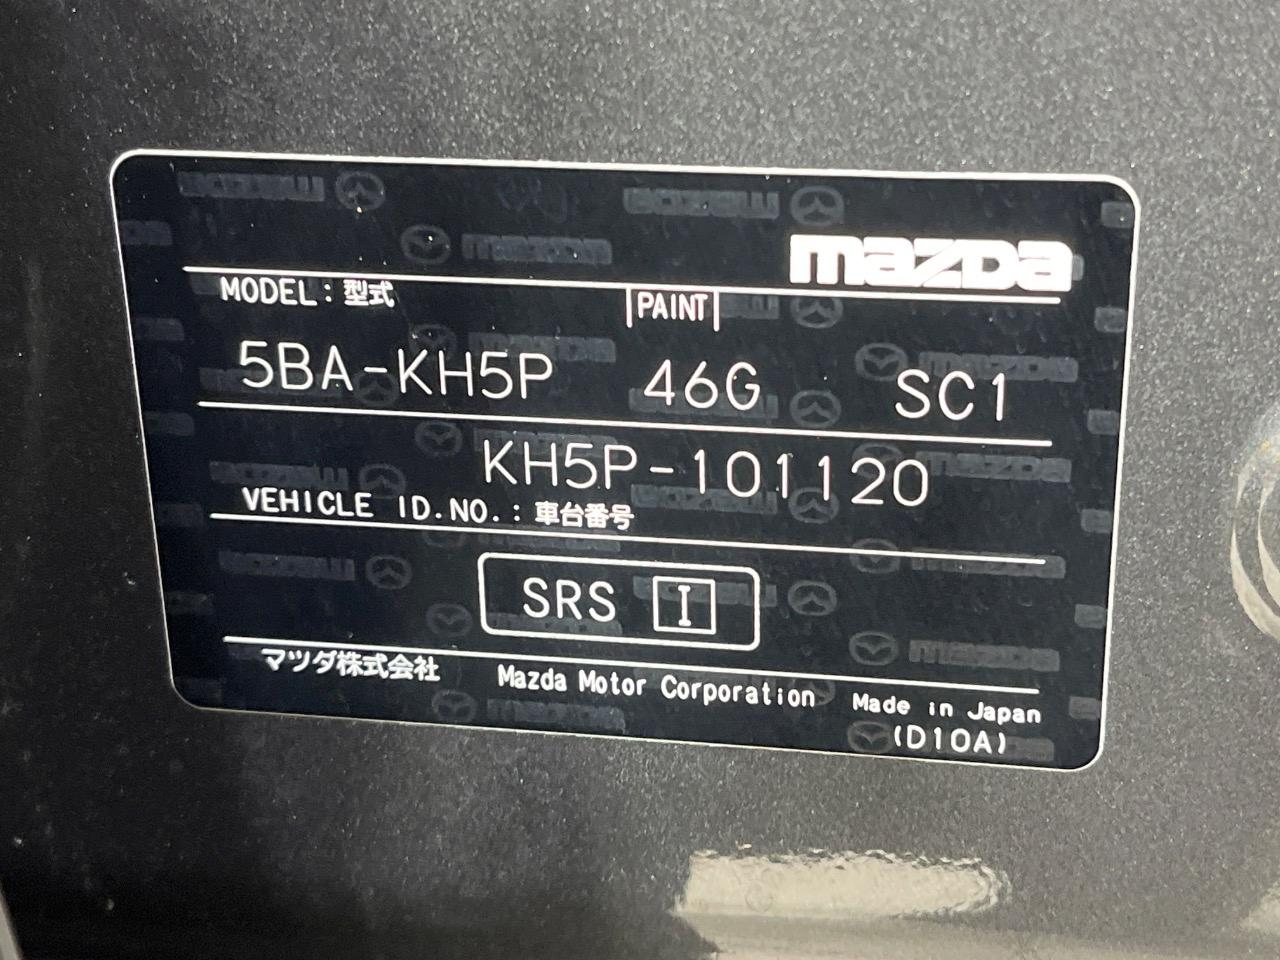 mazda
MODEL：型式 PAINT
5BA-KH5P 46G SC1
KH5P-101120
VEHICLE ID.NO.：車台番号
SRS I
マツダ株式会社 Mazda Motor Corporation Made in Japan
(D10A)